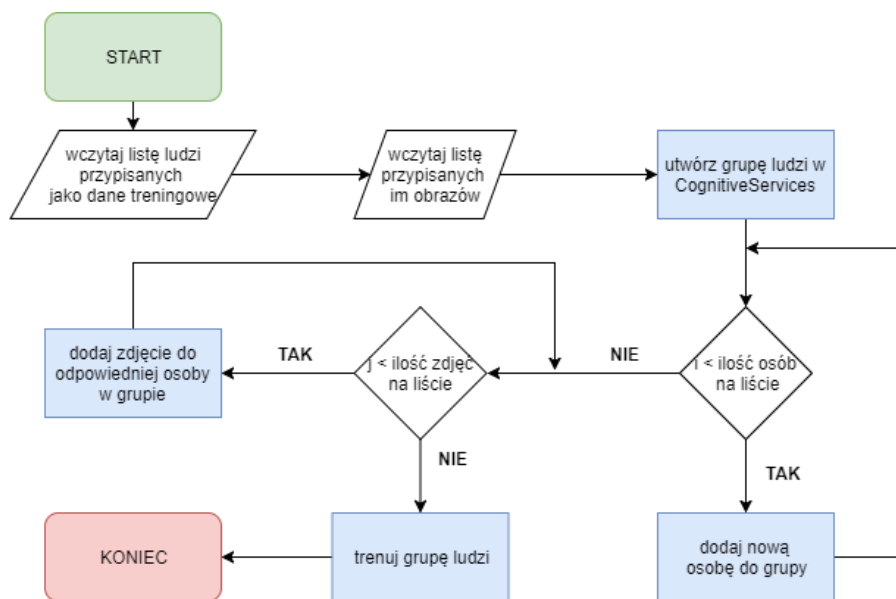 START
wczytaj listę ludzi
przypisanych
jako dane treningowe
wczytaj listę
przypisanych
im obrazów
utwórz grupę ludzi w
CognitiveServices
dodaj zdjęcie do
odpowiedniej osoby
w grupie
TAK
j < ilość zdjęć
na liście
NIE
i < ilość osób
na liście
NIE
TAK
KONIEC
trenuj grupę ludzi
dodaj nową
osobę do grupy